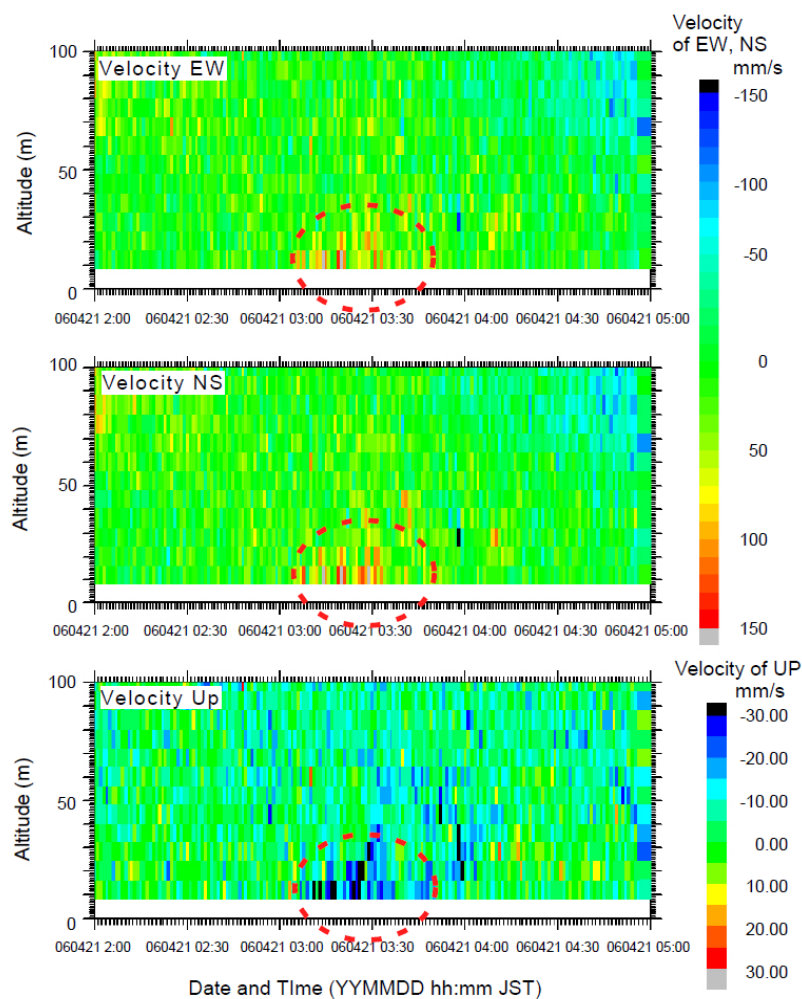 Velocity
of EW, NS
mm/s
100
Velocity EW
-150
Altitude (m)
50
-100
-50
0
060421 2:00 060421 02:30 060421 03:00 060421 03:30 060421 04:00 060421 04:30 060421 05:00
0
100
Velocity NS
50
Altitude (m)
50
100
0
150
060421 2:00 060421 02:30 060421 03:00 060421 03:30 060421 04:00 060421 04:30 060421 05:00
Velocity of UP
mm/s
100
Velocity Up
-30.00
-20.00
Altitude (m)
50
-10.00
0.00
10.00
0
20.00
060421 2:00 060421 02:30 060421 03:00 060421 03:30 060421 04:00 060421 04:30 060421 05:00
30.00
Date and TIme (YYMMDD hh:mm JST)